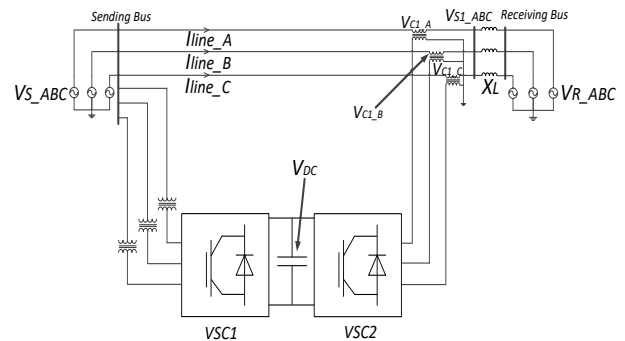 Sending Bus
VC1_A
VS1_ABC
Receiving Bus
Iline_A
Iline_B
VC1_C
Iline_C
XL
VS_ABC
VR_ABC
VC1_B
VDC
VSC1
VSC2